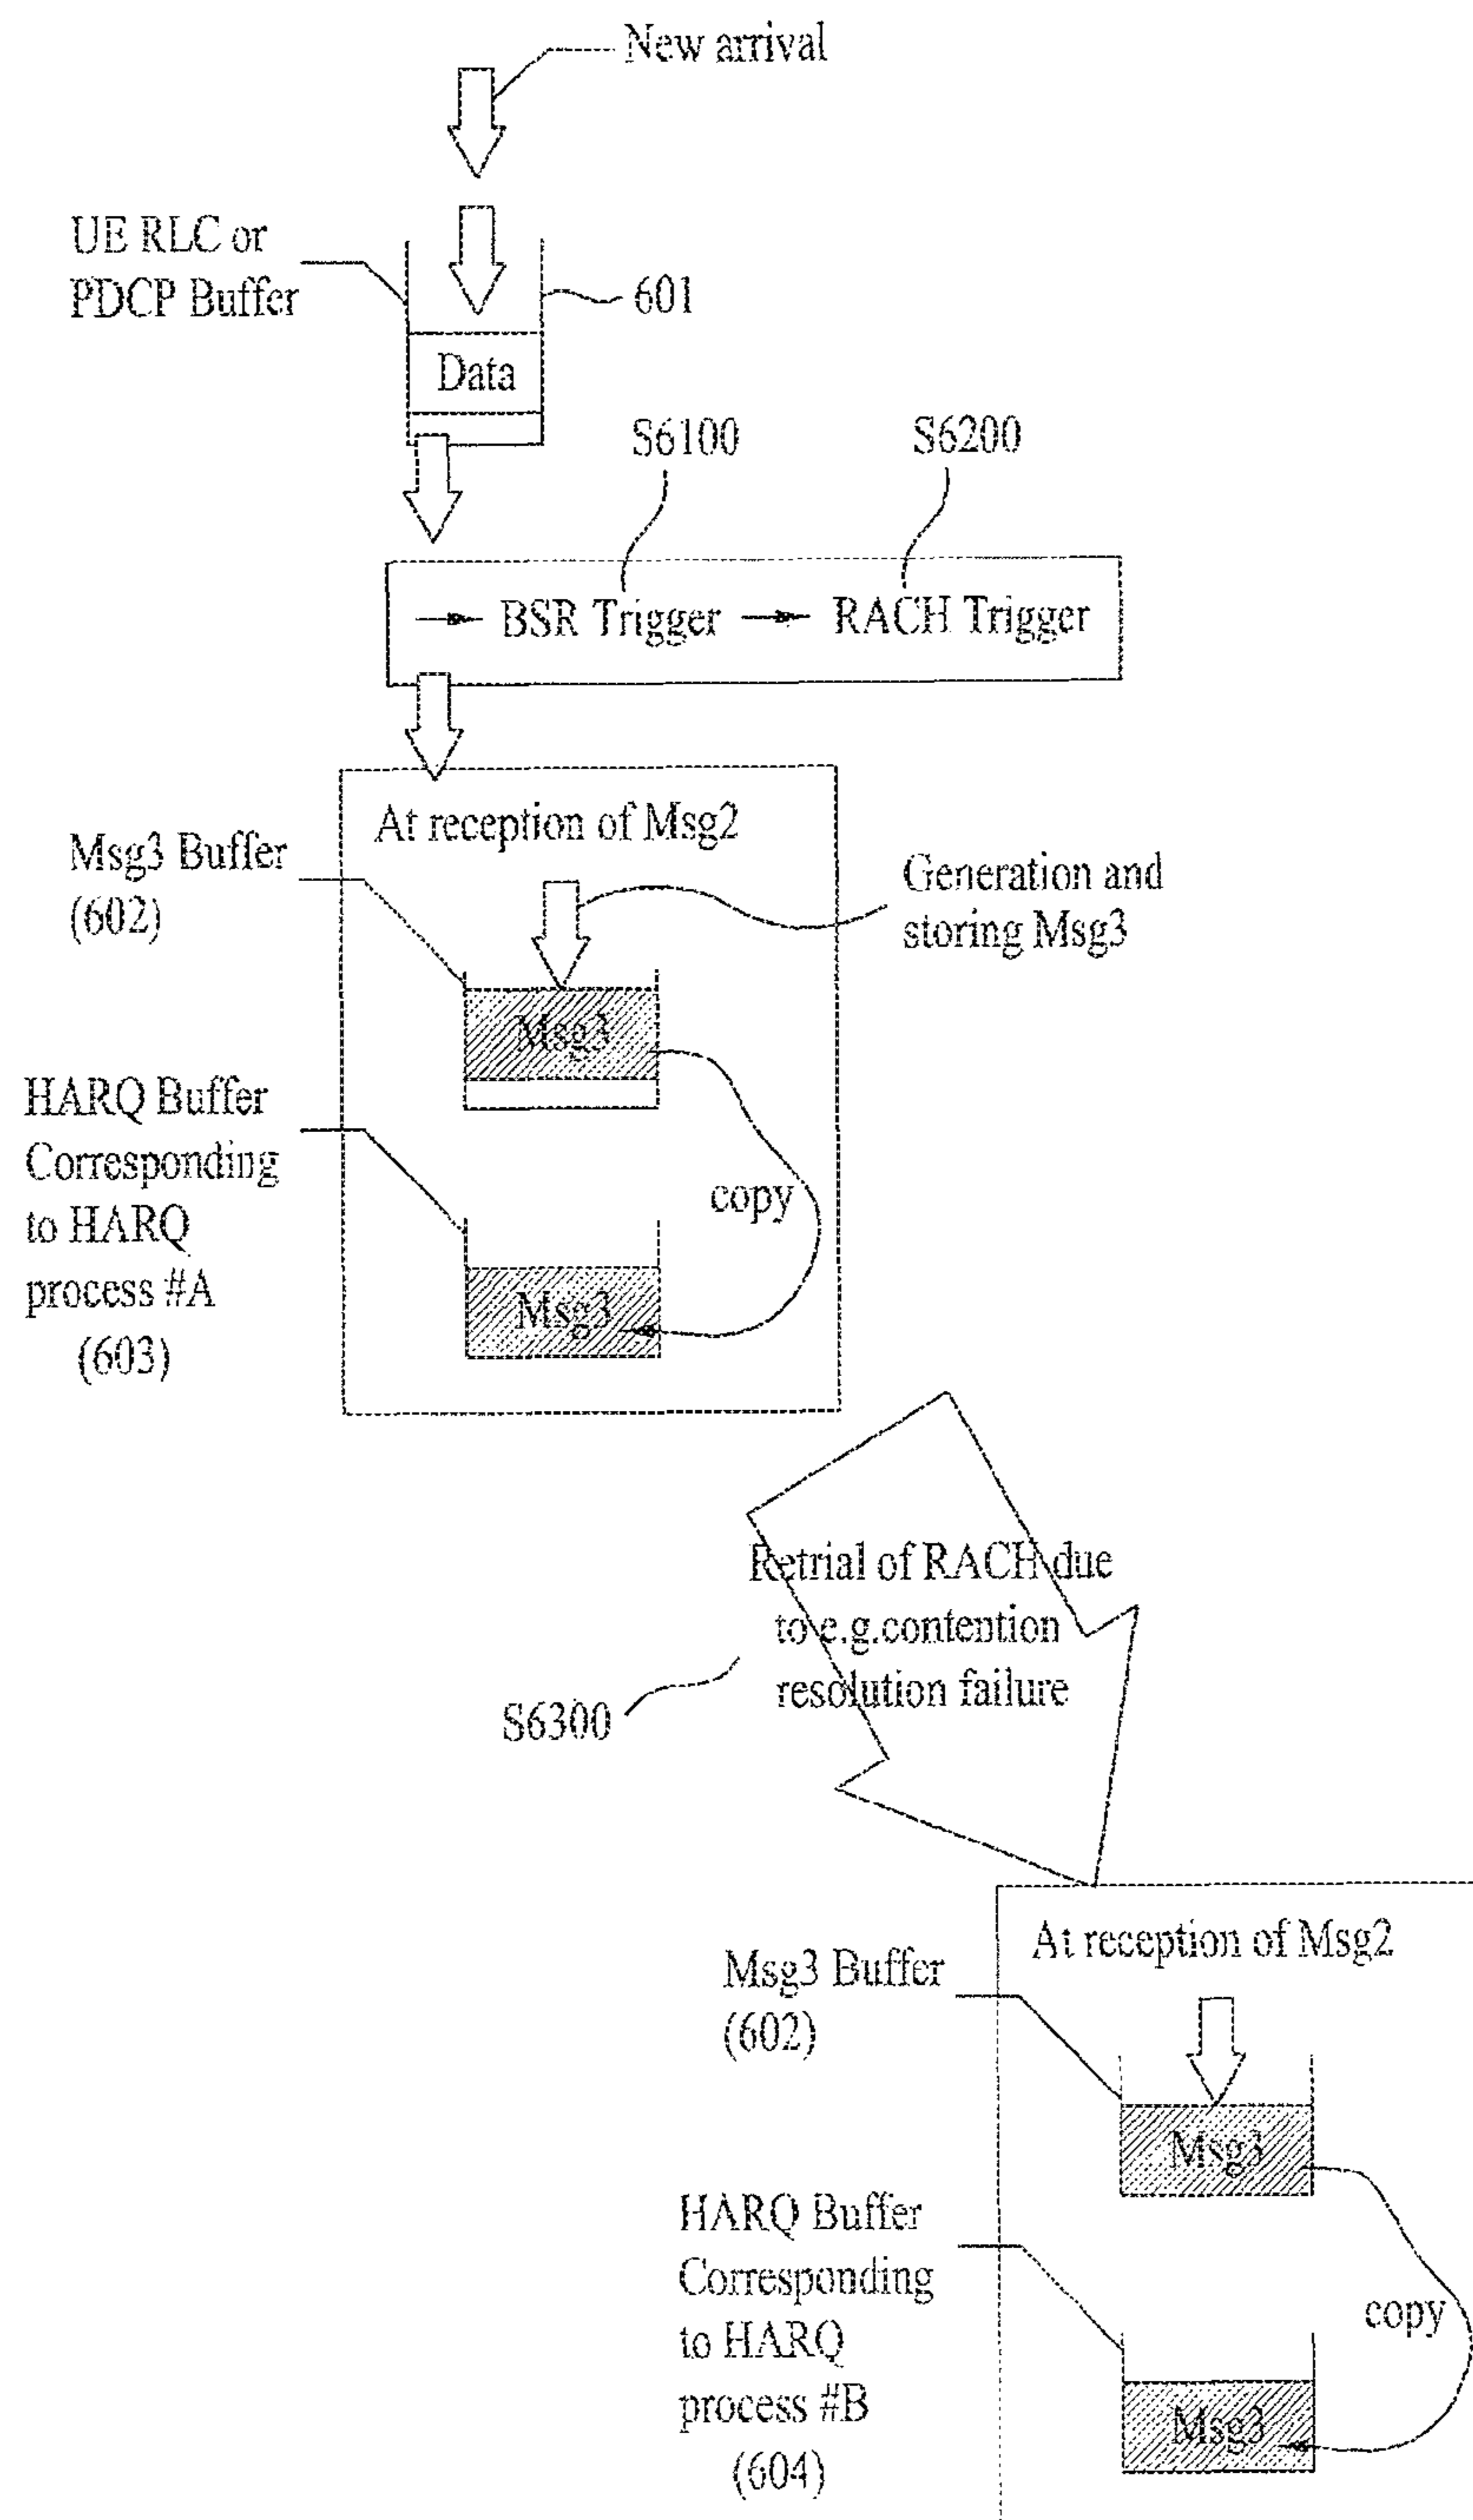 New arrival
UE RLC or
PDCP Buffer
601
Data
S6100
S6200
BSR Trigger
RACH Trigger
At reception of Msg2
Msg3 Buffer
(602)
Generation and
storing Msg3
Msg3
HARQ Buffer
Corresponding
to HARQ
process #A
(603)
copy
Msg3
Retrial of RACH due
to e.g.contention
resolution failure
S6300
At reception of Msg2
Msg3 Buffer
(602)
Msg3
HARQ Buffer
Corresponding
to HARQ
process #B
(604)
copy
Msg3